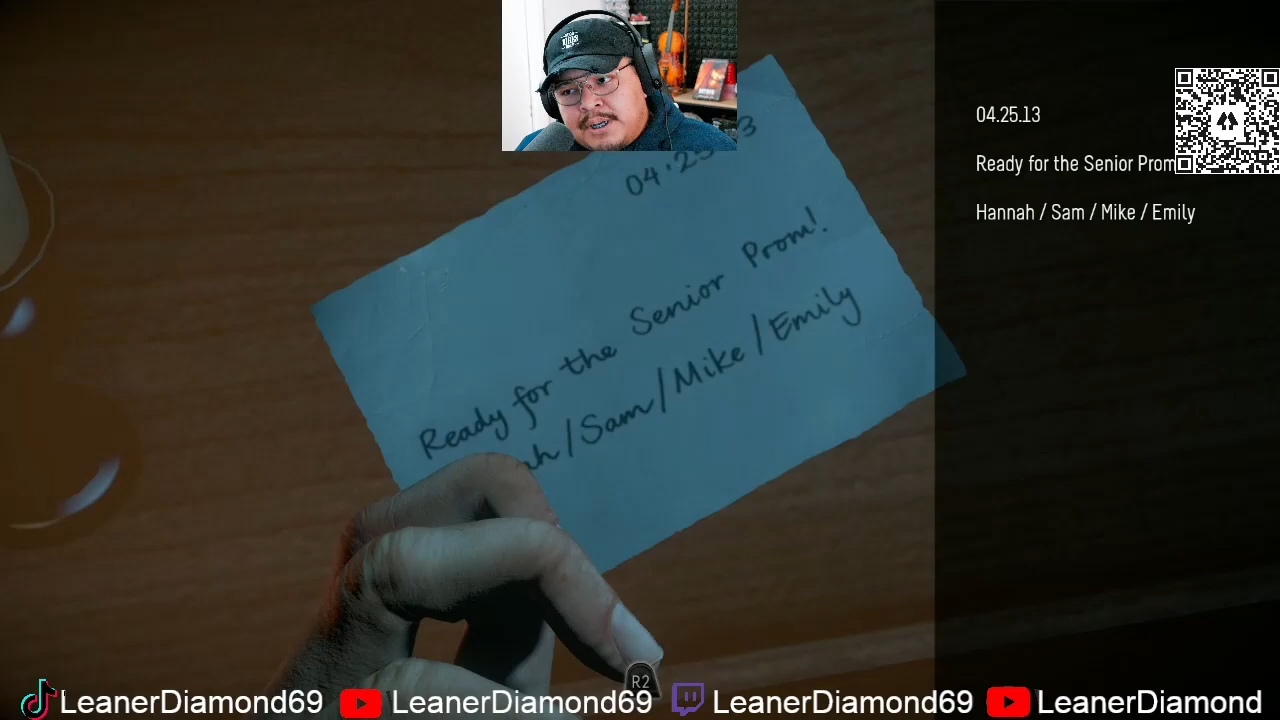 04.25.13
Ready for the Senior Prom!
ah/Sam/Mike/Emily
04.25.13
Ready for the Senior Prom
Hannah / Sam / Mike / Emily
R2
LeanerDiamond69
LeanerDiamond69
LeanerDiamond69
LeanerDiamond